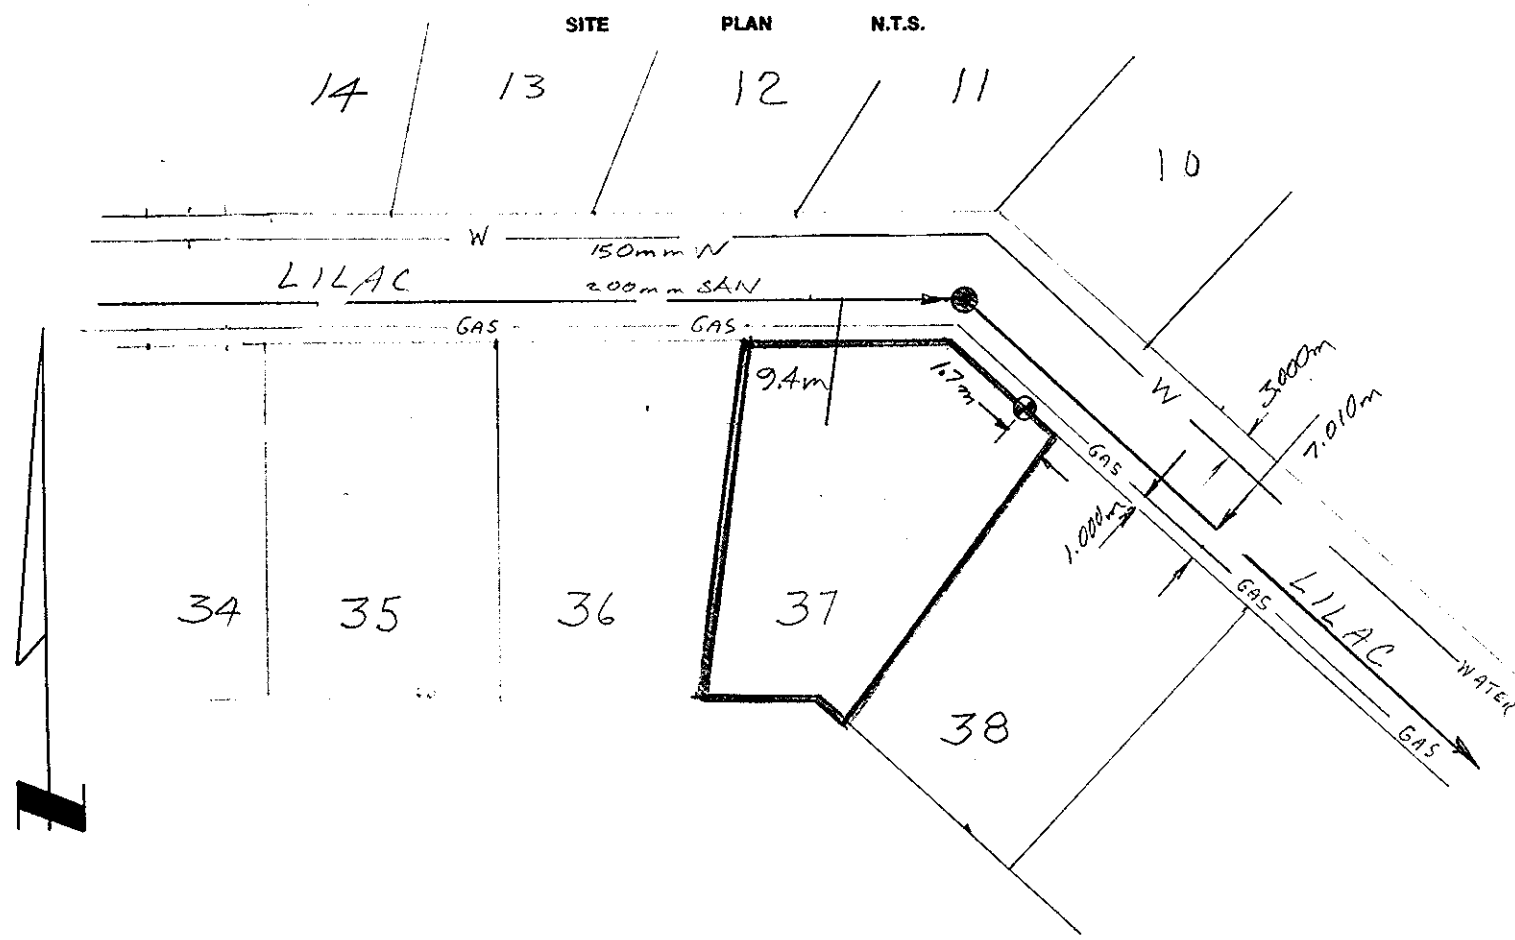 SITE PLAN N.T.S.
14 13 12 11
10
W
150mm W
LILAC
200mm SAN
GAS GAS
9.4m
1.7m
W
3.000m
7.010m
GAS
1.000m
34 35 36 37
GAS
LILAC
WATER
38
GAS
N